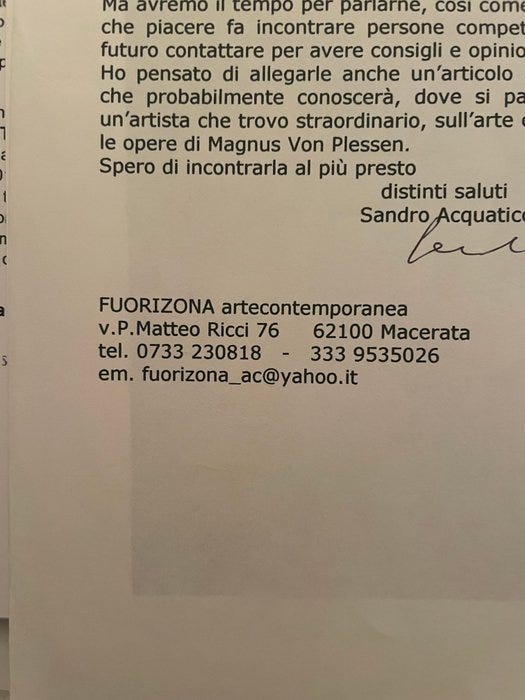 Ma avremo il tempo per parlarne, così come
che piacere fa incontrare persone compet
futuro contattare per avere consigli e opinio
Ho pensato di allegarle anche un'articolo
che probabilmente conoscerà, dove si pa
un'artista che trovo straordinario, sull'arte
le opere di Magnus Von Plessen.
Spero di incontrarla al più presto
distinti saluti
Sandro Acquatico
FUORIZONA artecontemporanea
v.P.Matteo Ricci 76 62100 Macerata
tel. 0733 230818 - 333 9535026
em. fuorizona_ac@yahoo.it